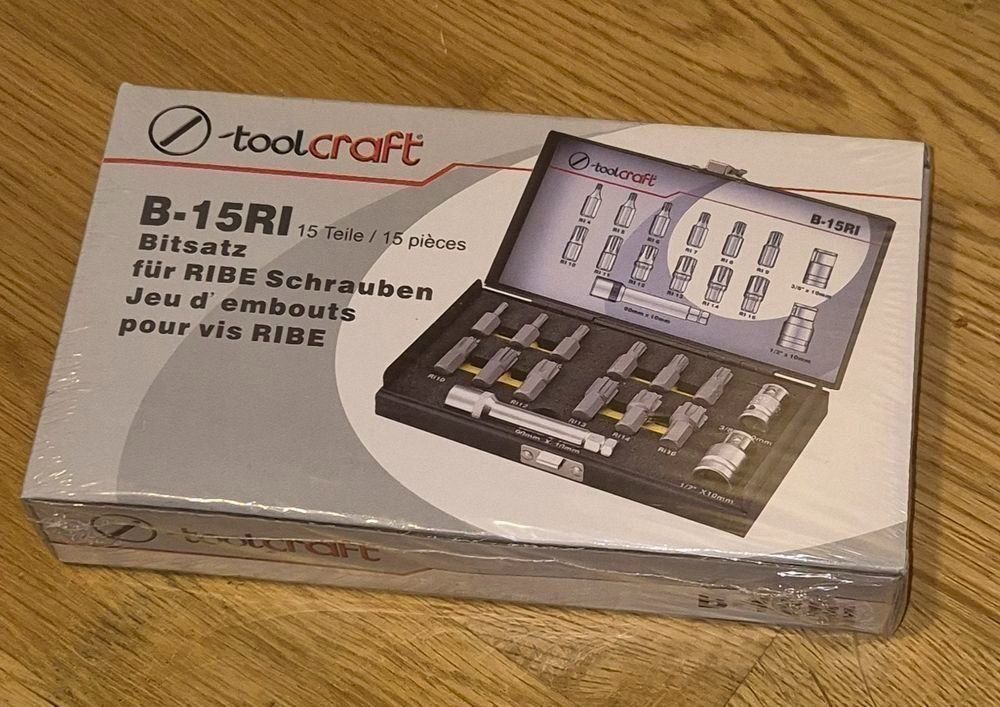 toolcraft
B-15RI 15 Teile / 15 pièces
Bitsatz
für RIBE Schrauben
Jeu d' embouts
pour vis RIBE
toolcraft
B-15RI
RI 4
RI 5
RI 6
RI 7
RI 8
RI 9
3/8" x 10mm
RI 10
RI 11
RI 12
RI 13
RI 14
RI 16
90mm x 10mm
1/2" x 10mm
RI10
RI12
RI13
RI14
RI16
1/2" X10mm
toolcraft